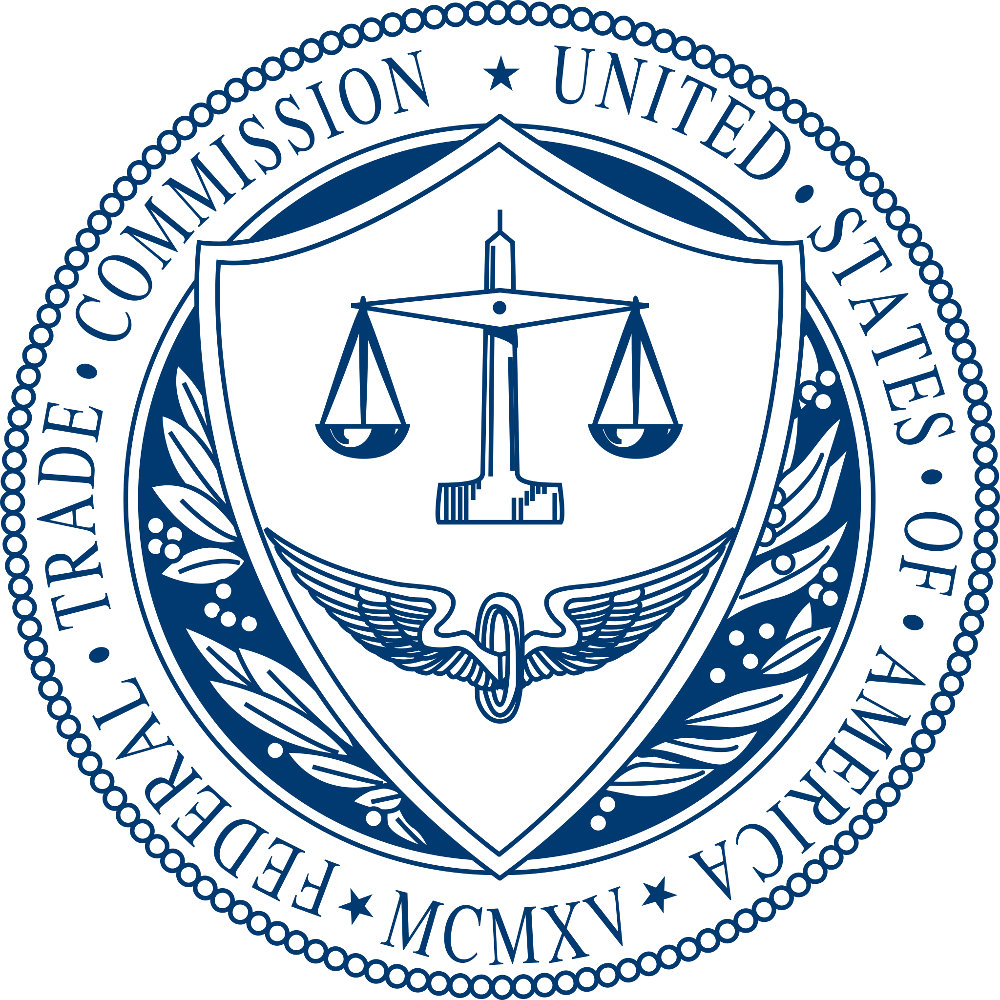 FEDERAL • TRADE • COMMISSION ★ UNITED • STATES • OF • AMERICA ★
MCMXV